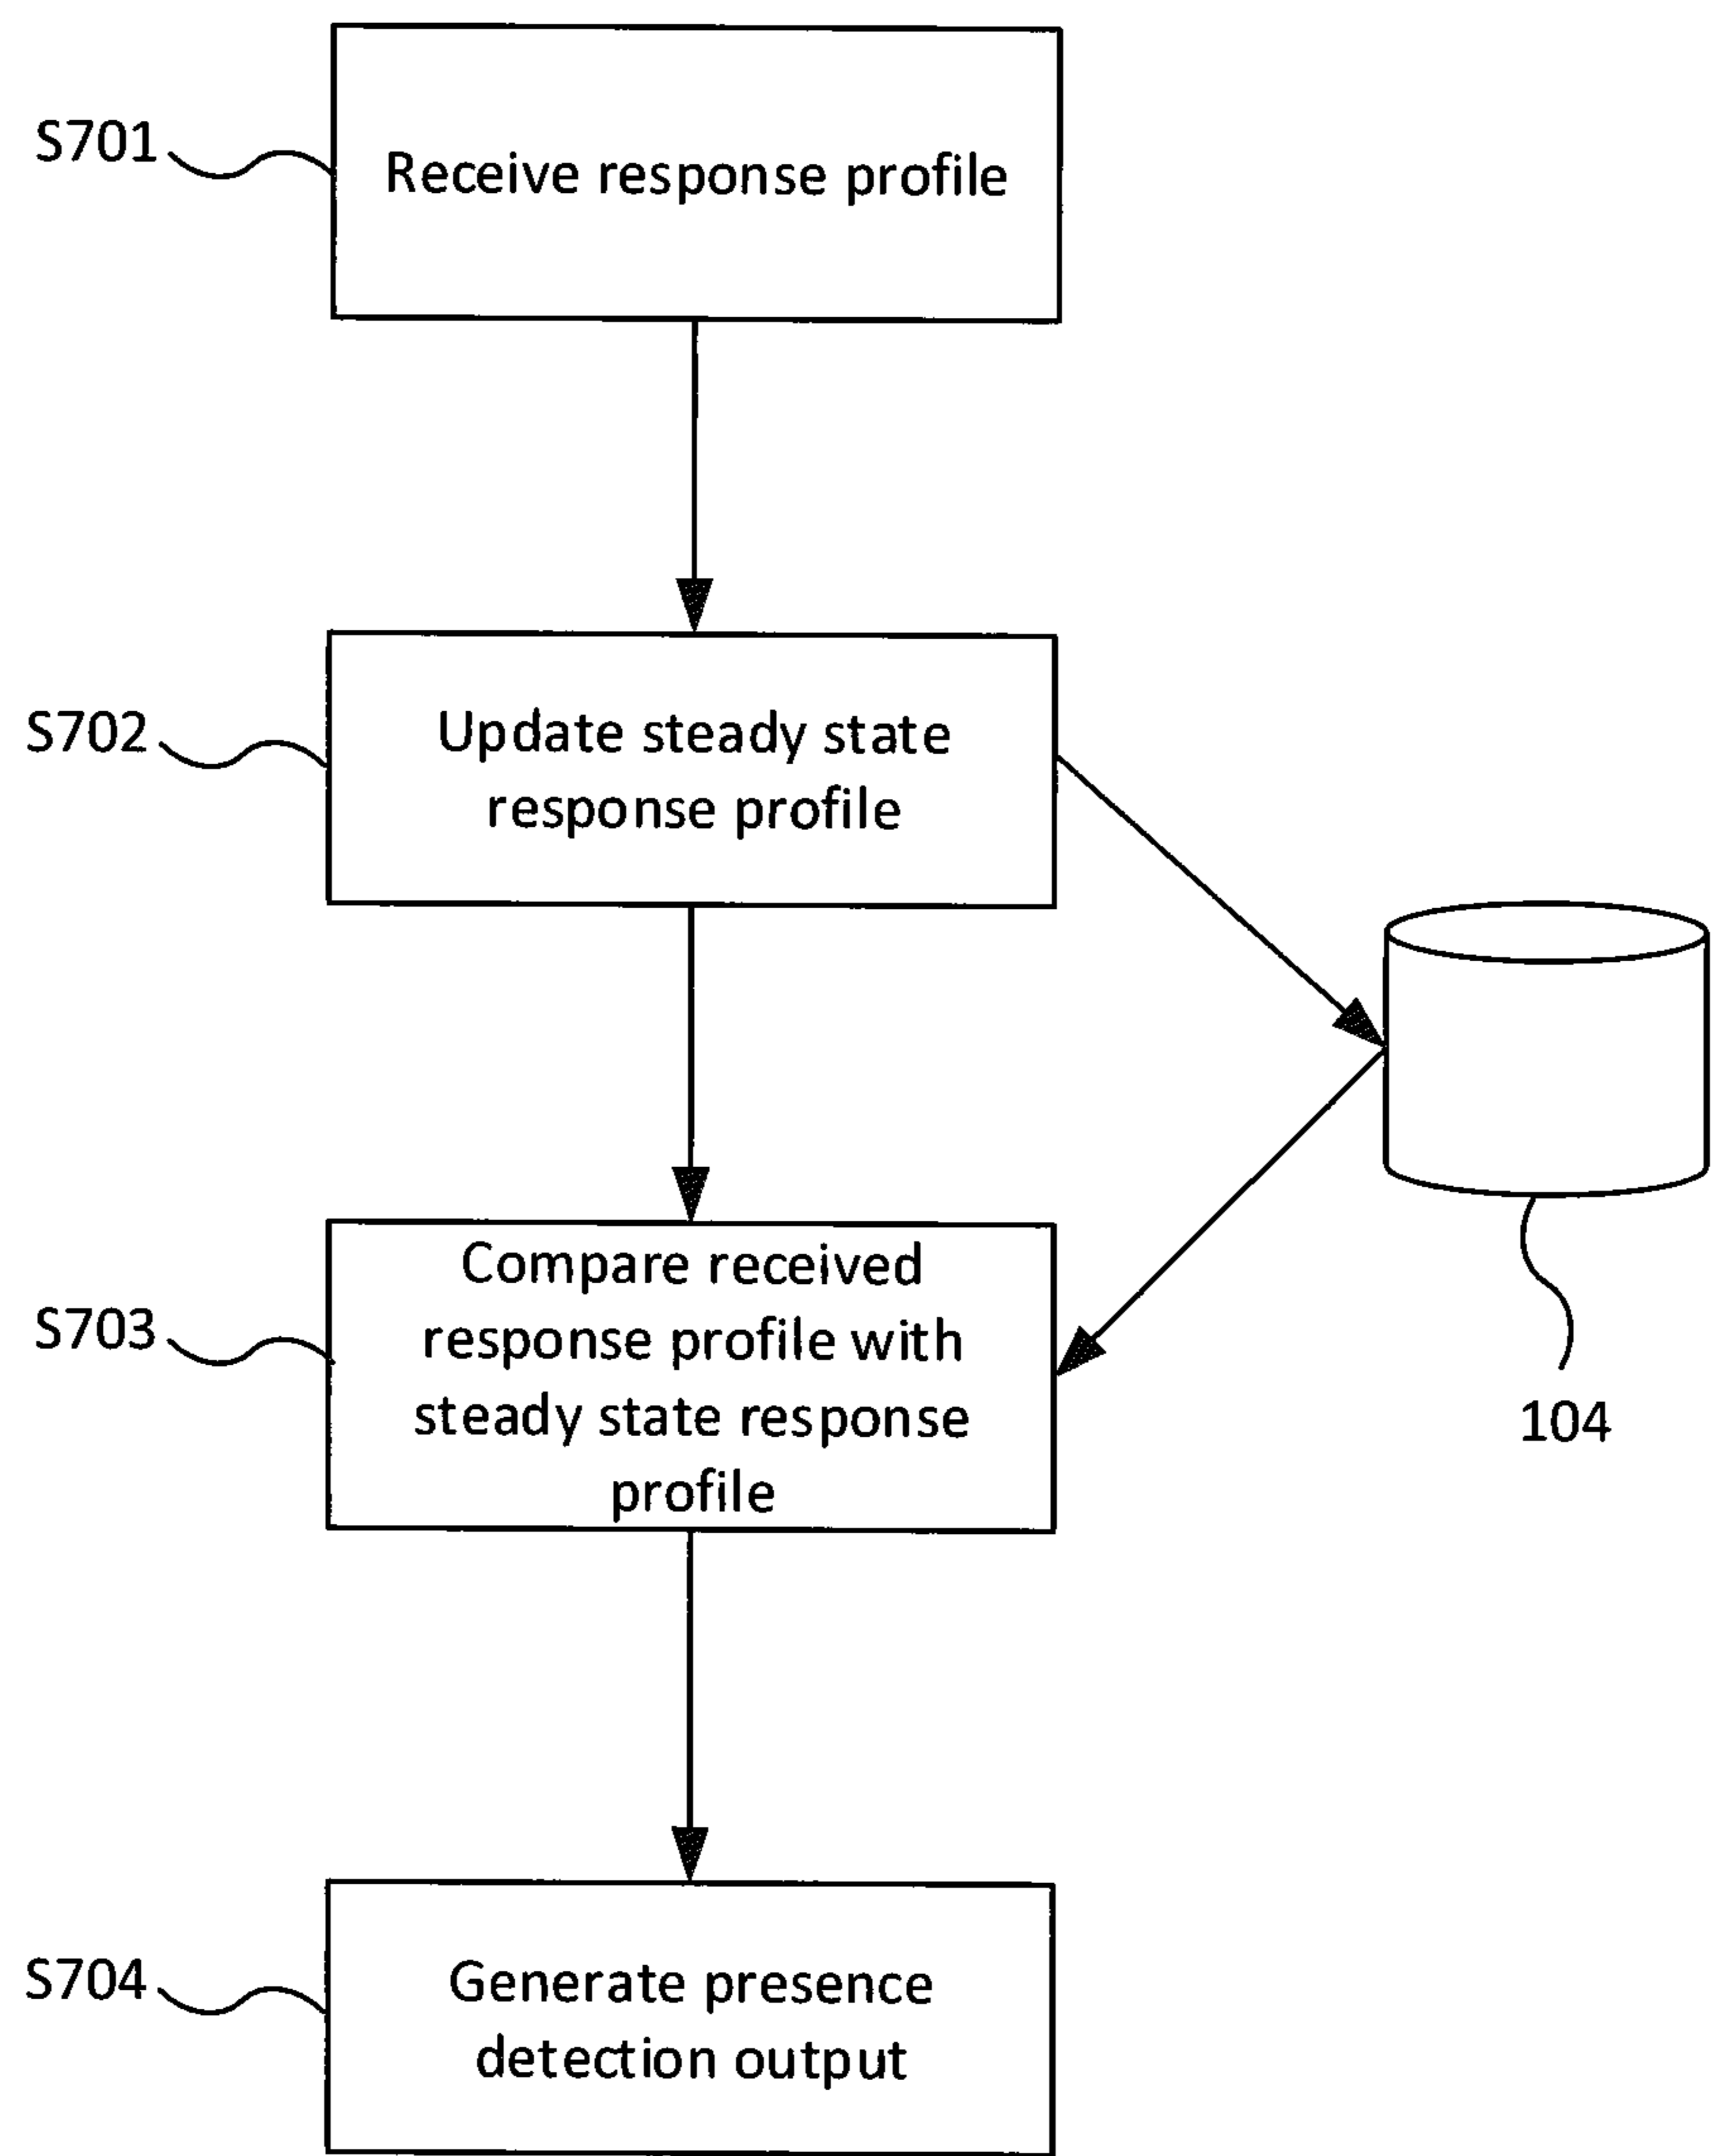 S701
Receive response profile
S702
Update steady state
response profile
S703
Compare received
response profile with
steady state response
profile
104
S704
Generate presence
detection output